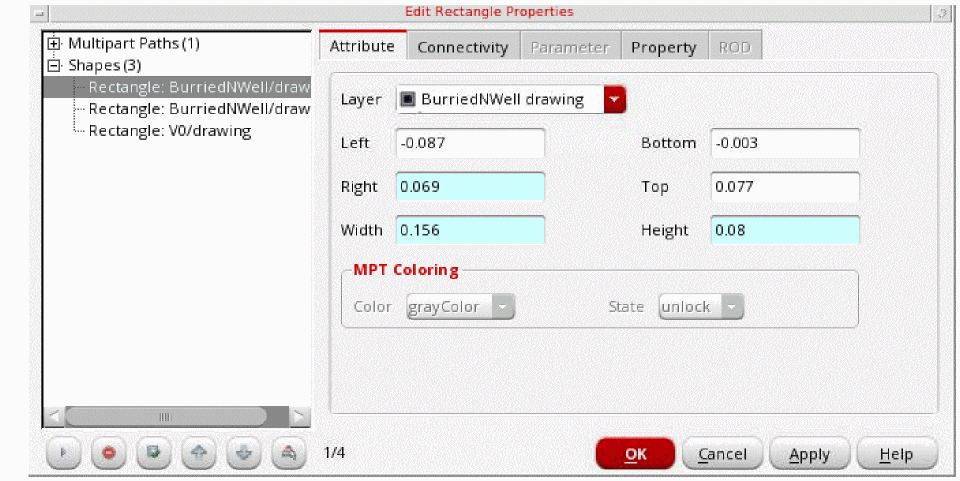 Edit Rectangle Properties
Multipart Paths (1)
Shapes (3)
Rectangle: BurriedNWell/draw
Rectangle: BurriedNWell/draw
Rectangle: V0/drawing
Attribute Connectivity Parameter Property ROD
Layer BurriedNWell drawing
Left -0.087 Bottom -0.003
Right 0.069 Top 0.077
Width 0.156 Height 0.08
MPT Coloring
Color grayColor State unlock
1/4
OK Cancel Apply Help